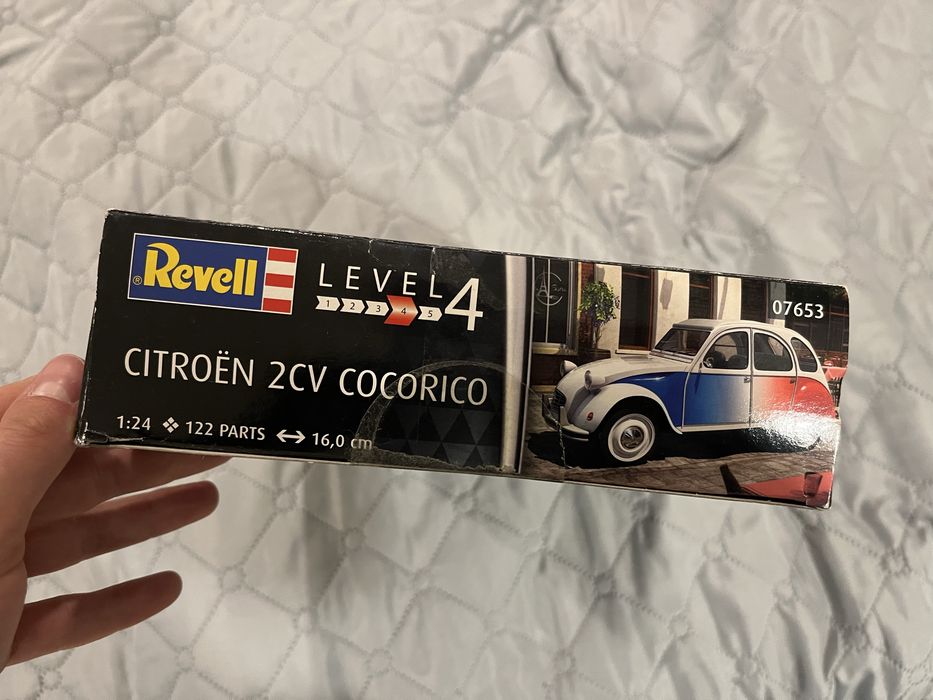 ® Revell
LEVEL 4
1 2 3 4 5
07653
CITROËN 2CV COCORICO
1:24 122 PARTS 16,0 cm